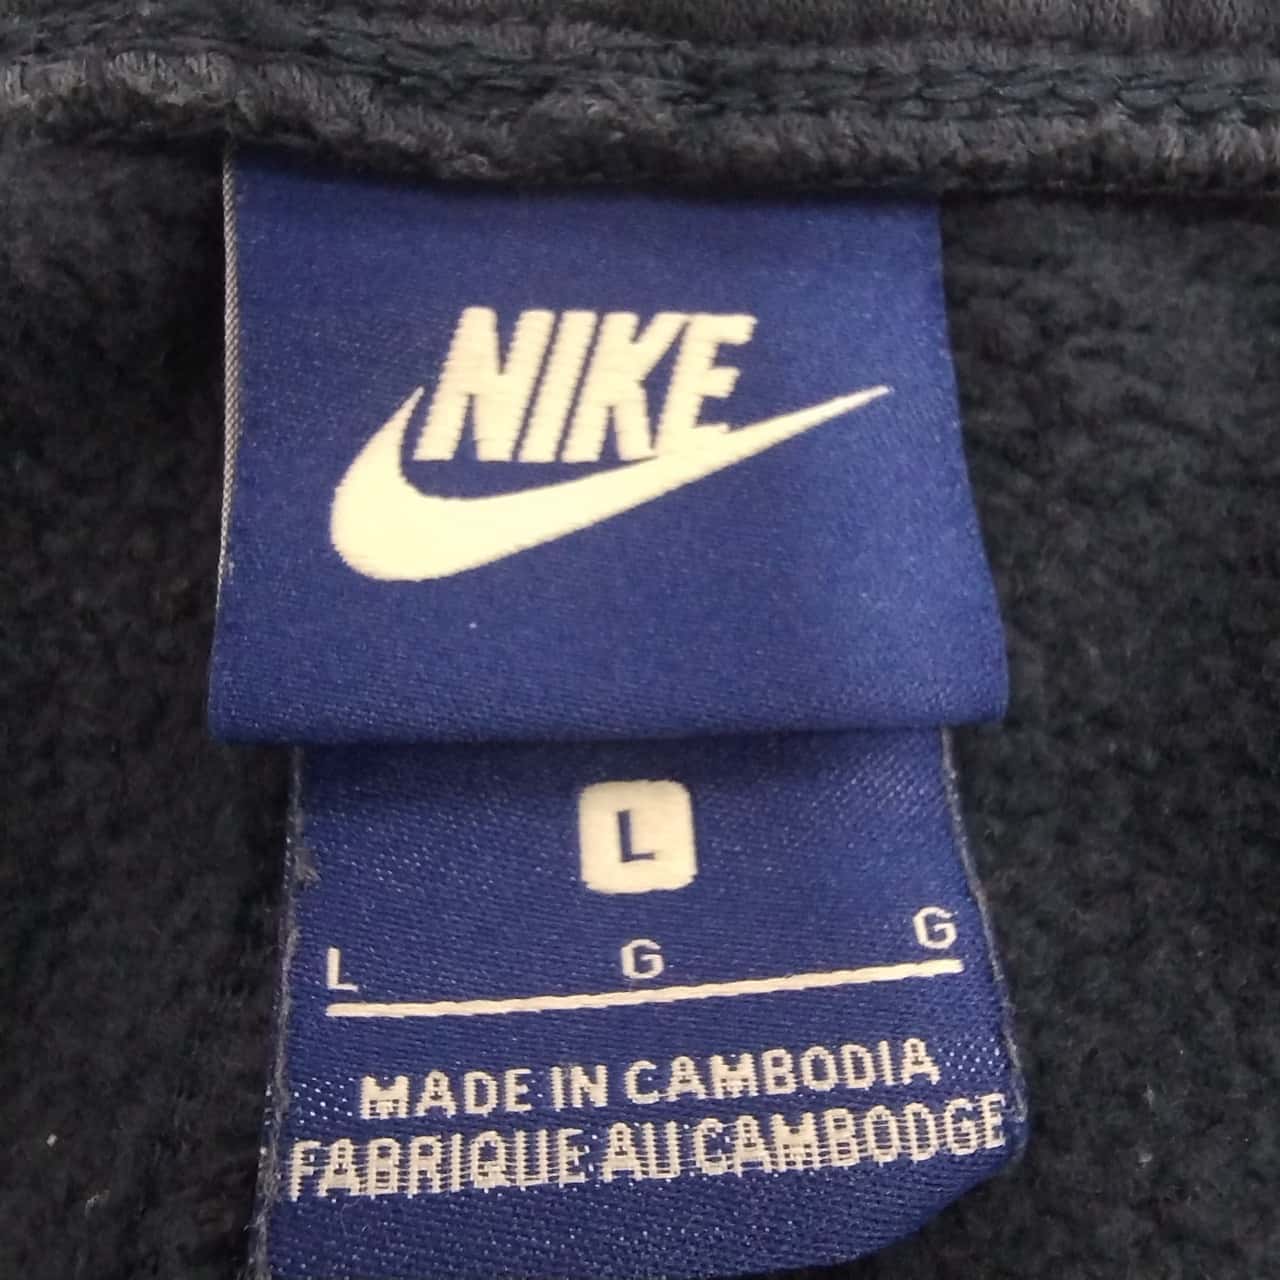 NIKE
L
L G G
MADE IN CAMBODIA
FABRIQUE AU CAMBODGE